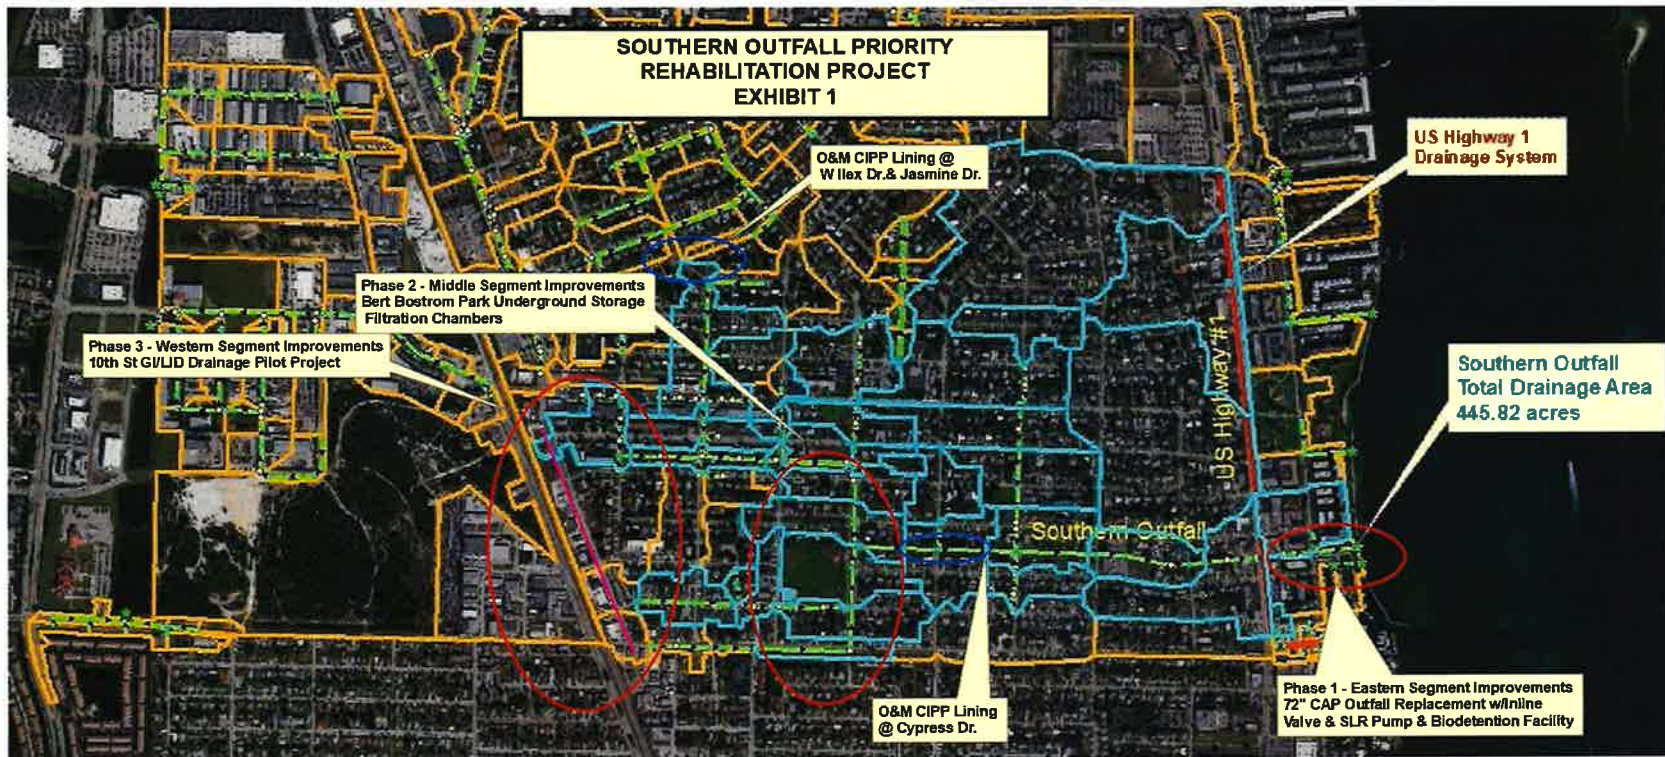 SOUTHERN OUTFALL PRIORITY
REHABILITATION PROJECT
EXHIBIT 1
US Highway 1
Drainage System
O&M CIPP Lining @
Wilex Dr.& Jasmine Dr.
Phase 2 - Middle Segment Improvements
Bert Bostrom Park Underground Storage
Filtration Chambers
Phase 3 - Western Segment Improvements
10th St GI/LID Drainage Pilot Project
US Highway #1
Southern Outfall
Total Drainage Area
445.82 acres
Southern Outfall
O&M CIPP Lining
@ Cypress Dr.
Phase 1 - Eastern Segment Improvements
72" CAP Outfall Replacement w/Inline
Valve & SLR Pump & Biodetention Facility